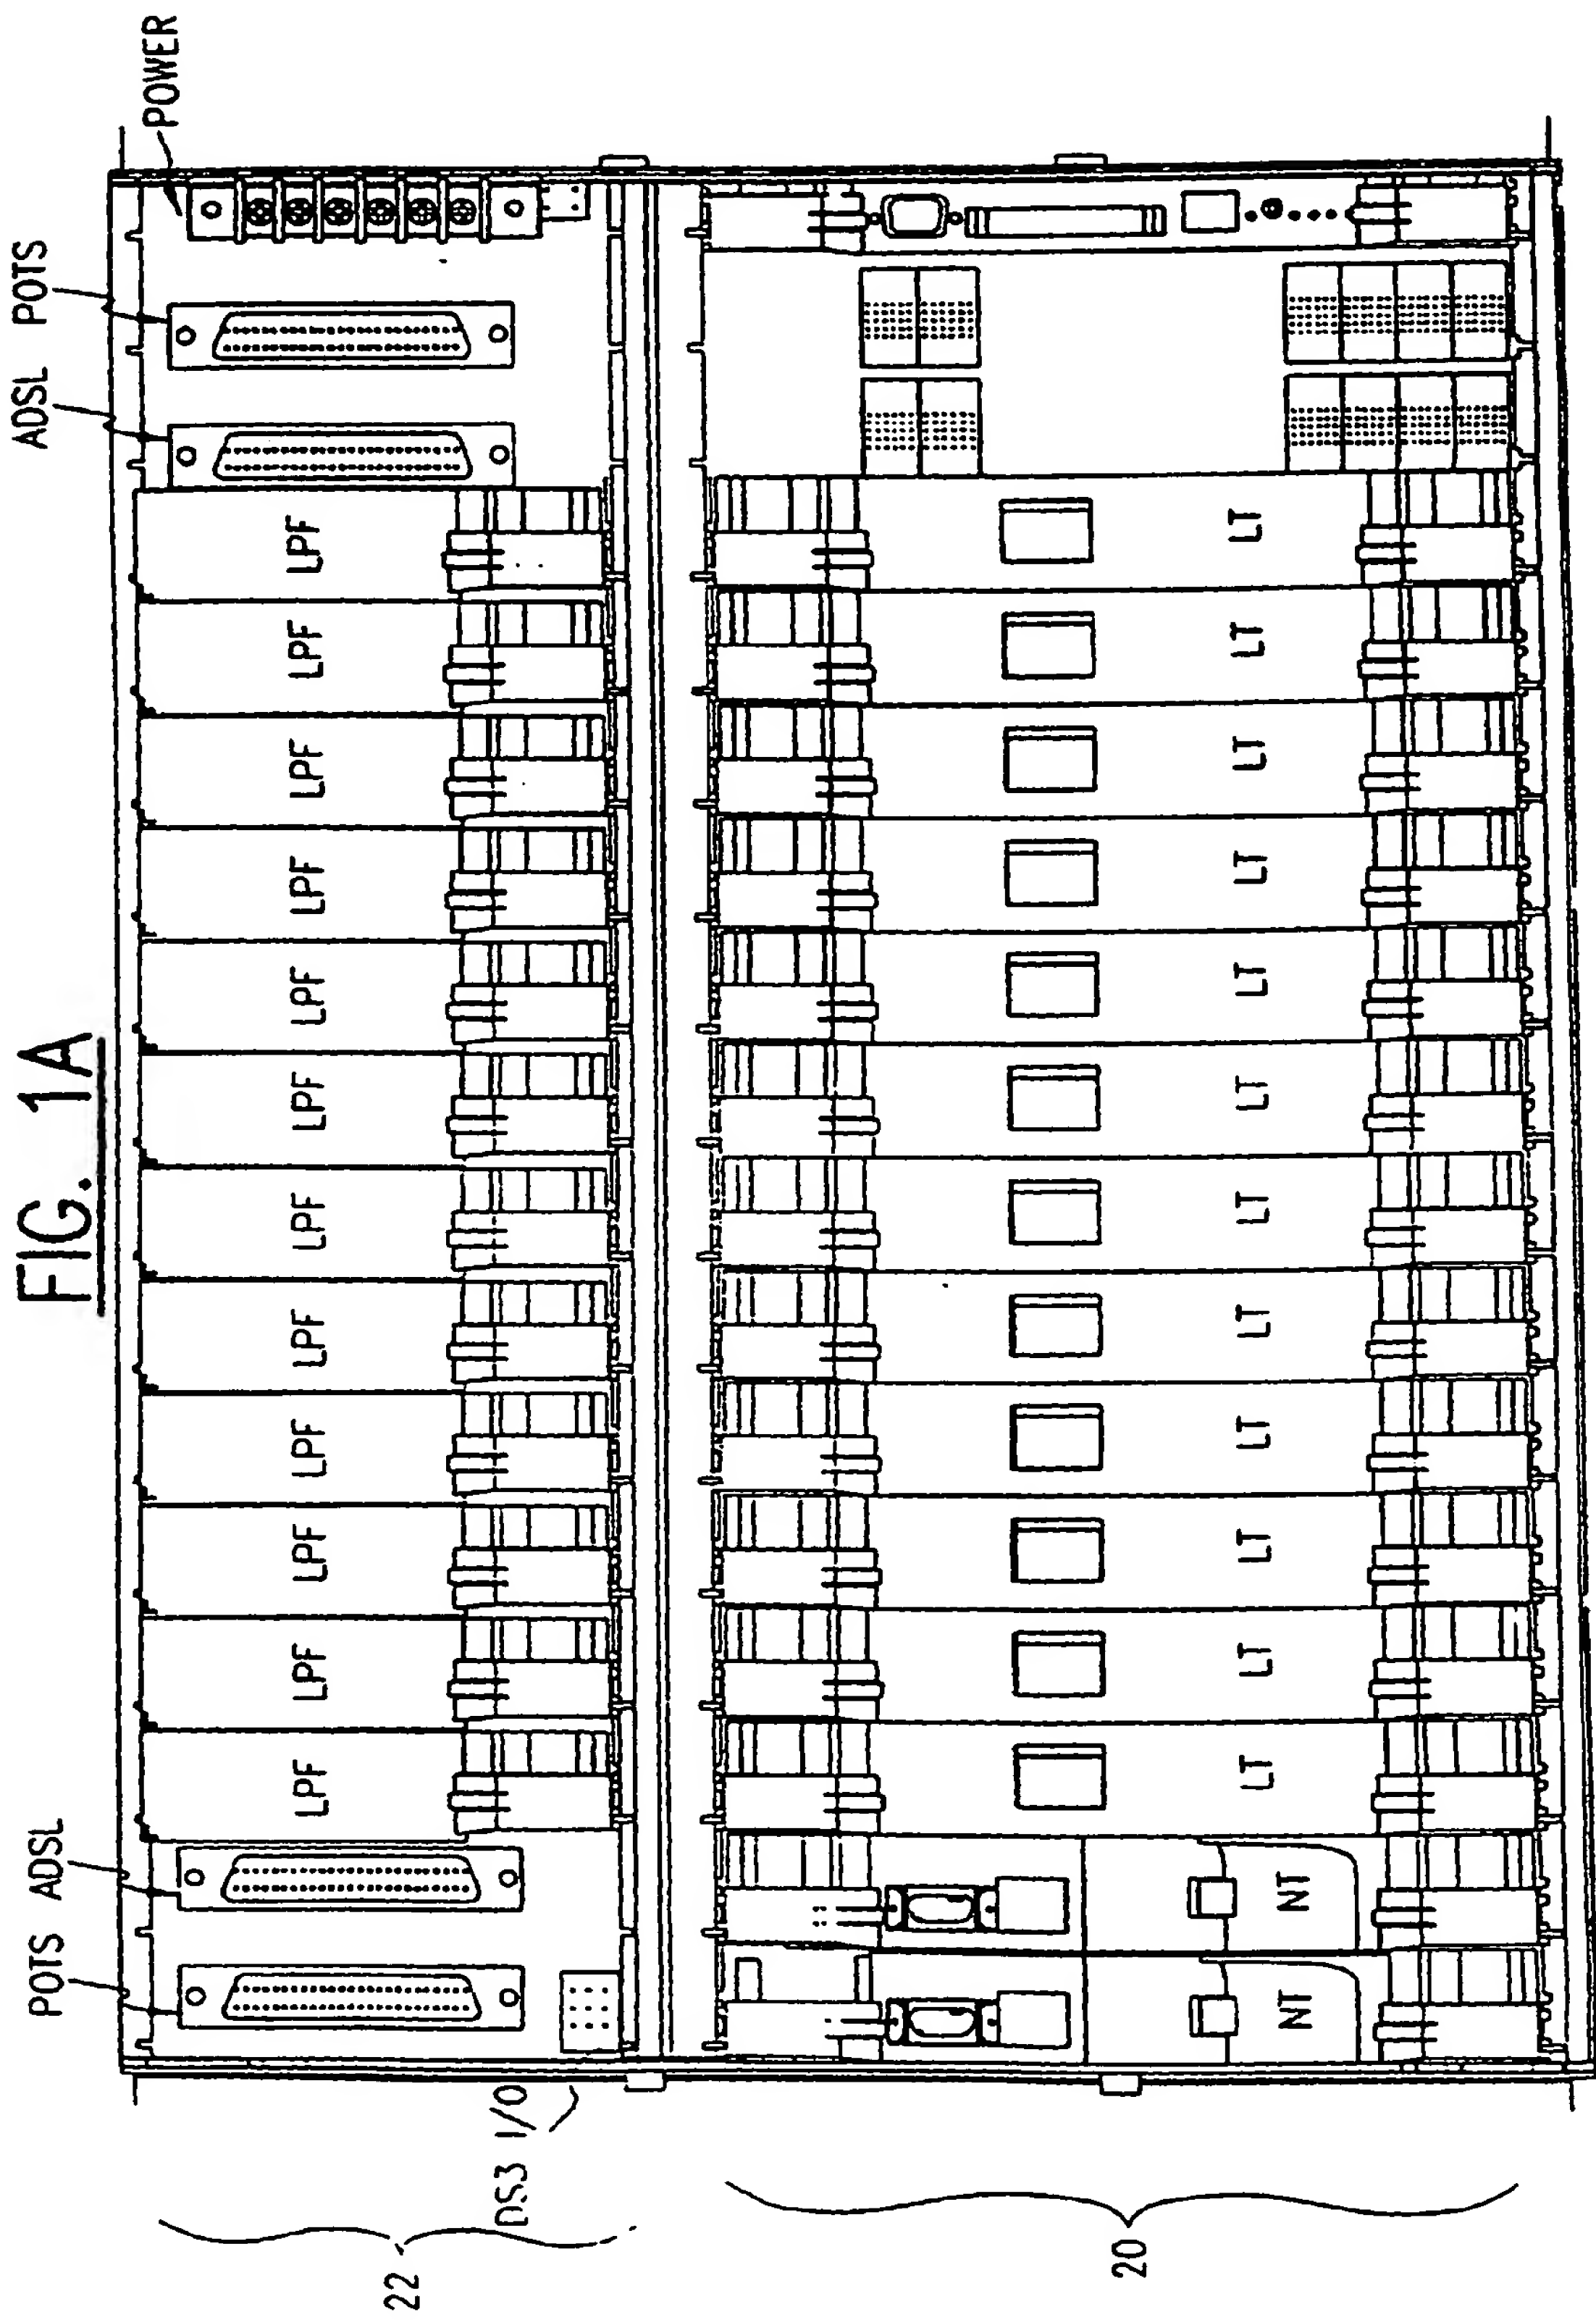 FIG. 1A
POTS ADSL ADSL POTS
POWER
LPF LPF LPF LPF LPF LPF LPF LPF LPF LPF LPF LPF
22
DS3 I/O
20
NT NT LT LT LT LT LT LT LT LT LT LT LT LT